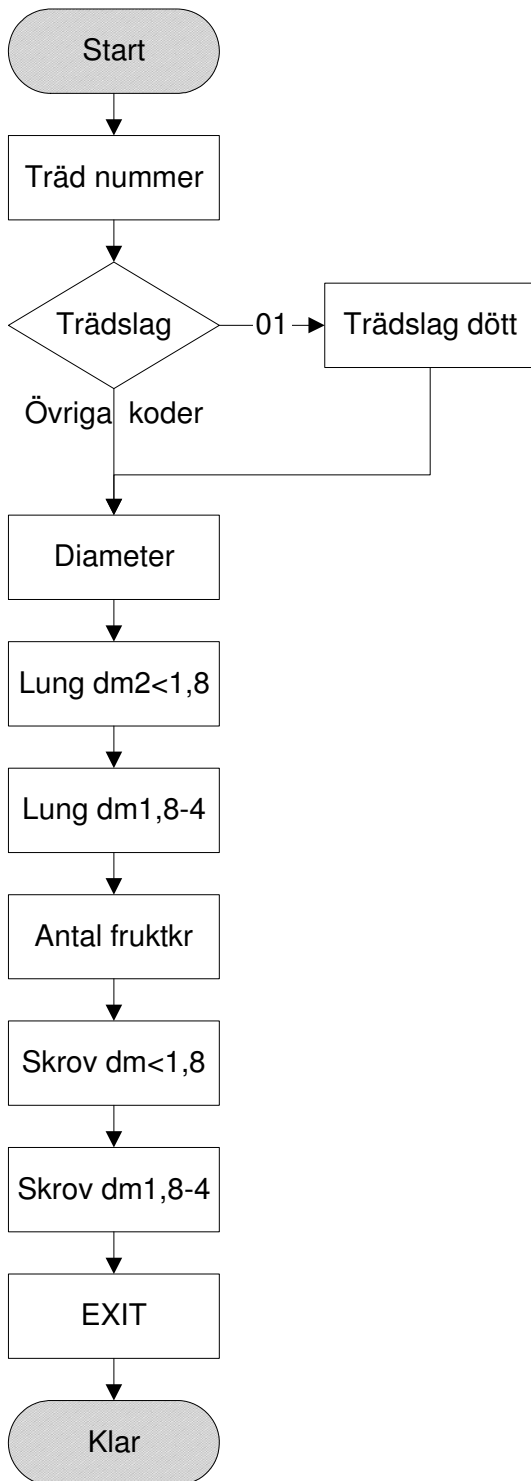 Start
Träd nummer
Trädslag
01
Trädslag dött
Övriga koder
Diameter
Lung dm2<1,8
Lung dm1,8-4
Antal fruktkr
Skrov dm<1,8
Skrov dm1,8-4
EXIT
Klar